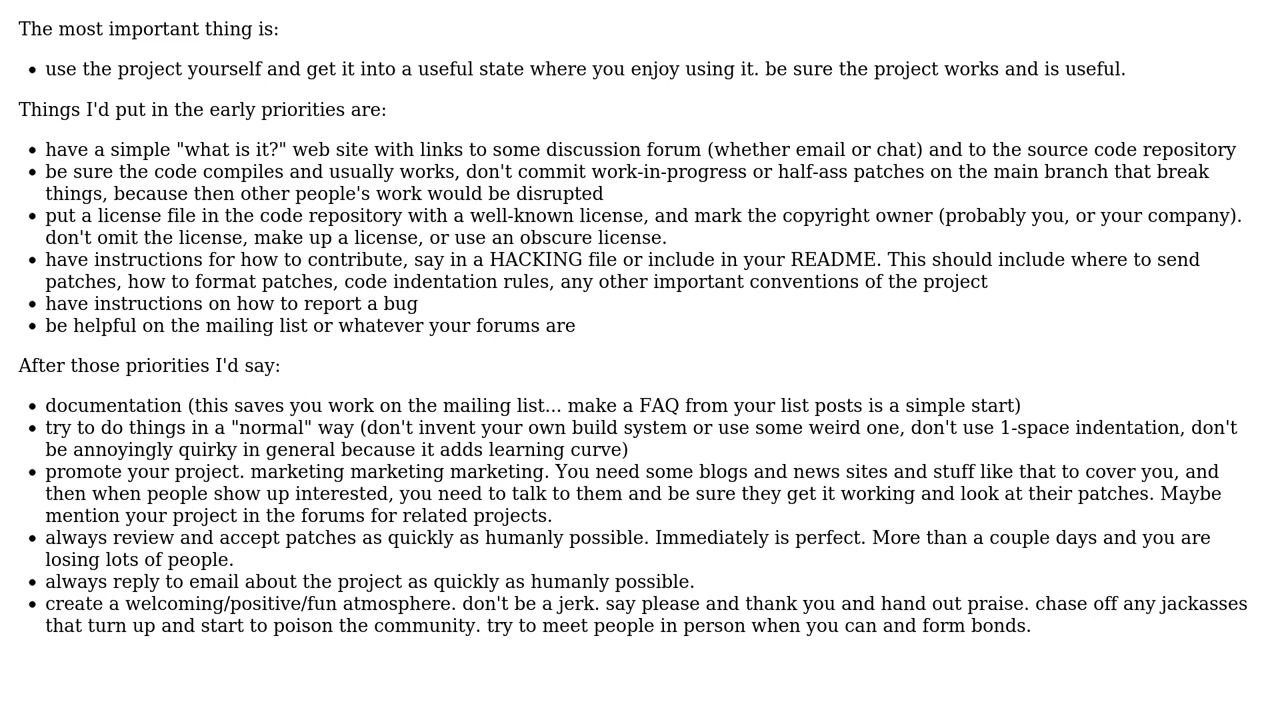 The most important thing is:
• use the project yourself and get it into a useful state where you enjoy using it. be sure the project works and is useful.
Things I'd put in the early priorities are:
• have a simple "what is it?" web site with links to some discussion forum (whether email or chat) and to the source code repository
• be sure the code compiles and usually works, don't commit work-in-progress or half-ass patches on the main branch that break
things, because then other people's work would be disrupted
• put a license file in the code repository with a well-known license, and mark the copyright owner (probably you, or your company).
don't omit the license, make up a license, or use an obscure license.
• have instructions for how to contribute, say in a HACKING file or include in your README. This should include where to send
patches, how to format patches, code indentation rules, any other important conventions of the project
• have instructions on how to report a bug
• be helpful on the mailing list or whatever your forums are
After those priorities I'd say:
• documentation (this saves you work on the mailing list... make a FAQ from your list posts is a simple start)
• try to do things in a "normal" way (don't invent your own build system or use some weird one, don't use 1-space indentation, don't
be annoyingly quirky in general because it adds learning curve)
• promote your project. marketing marketing marketing. You need some blogs and news sites and stuff like that to cover you, and
then when people show up interested, you need to talk to them and be sure they get it working and look at their patches. Maybe
mention your project in the forums for related projects.
• always review and accept patches as quickly as humanly possible. Immediately is perfect. More than a couple days and you are
losing lots of people.
• always reply to email about the project as quickly as humanly possible.
• create a welcoming/positive/fun atmosphere. don't be a jerk. say please and thank you and hand out praise. chase off any jackasses
that turn up and start to poison the community. try to meet people in person when you can and form bonds.